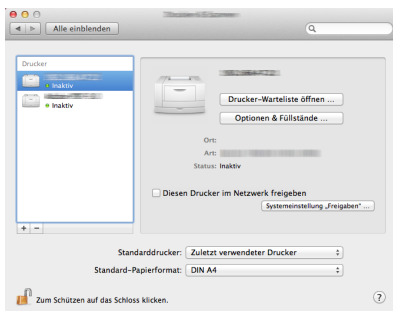 Alle einblenden
Drucker
Inaktiv
Inaktiv
Drucker-Warteliste öffnen ...
Optionen & Füllstände ...
Ort:
Art:
Status: Inaktiv
Diesen Drucker im Netzwerk freigeben
Systemeinstellung „Freigaben“ ...
+ −
Standarddrucker: Zuletzt verwendeter Drucker
Standard-Papierformat: DIN A4
Zum Schützen auf das Schloss klicken.
?